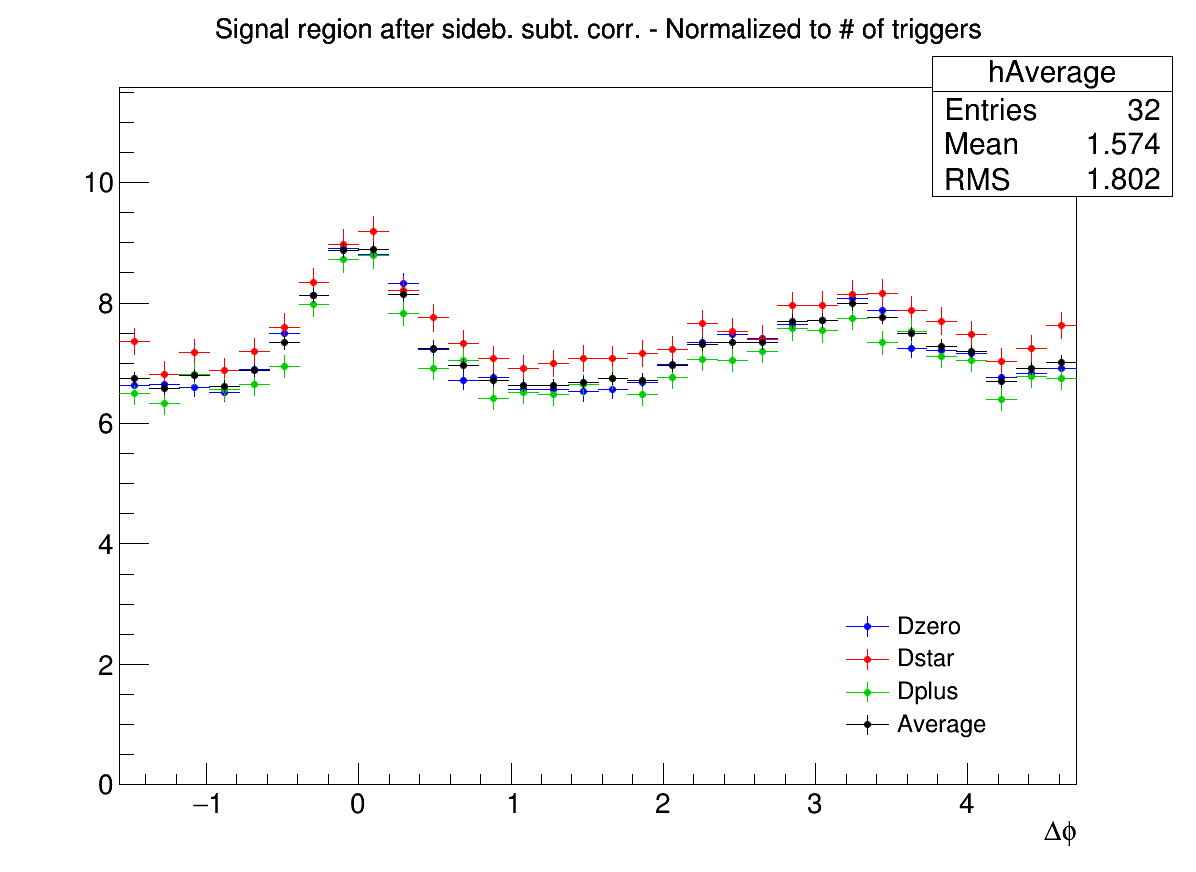 Signal region after sideb. subt. corr. - Normalized to # of triggers
hAverage
Entries 32
Mean 1.574
RMS 1.802
10
8
6
4
2
0
Dzero
Dstar
Dplus
Average
−1 0 1 2 3 4
Δϕ